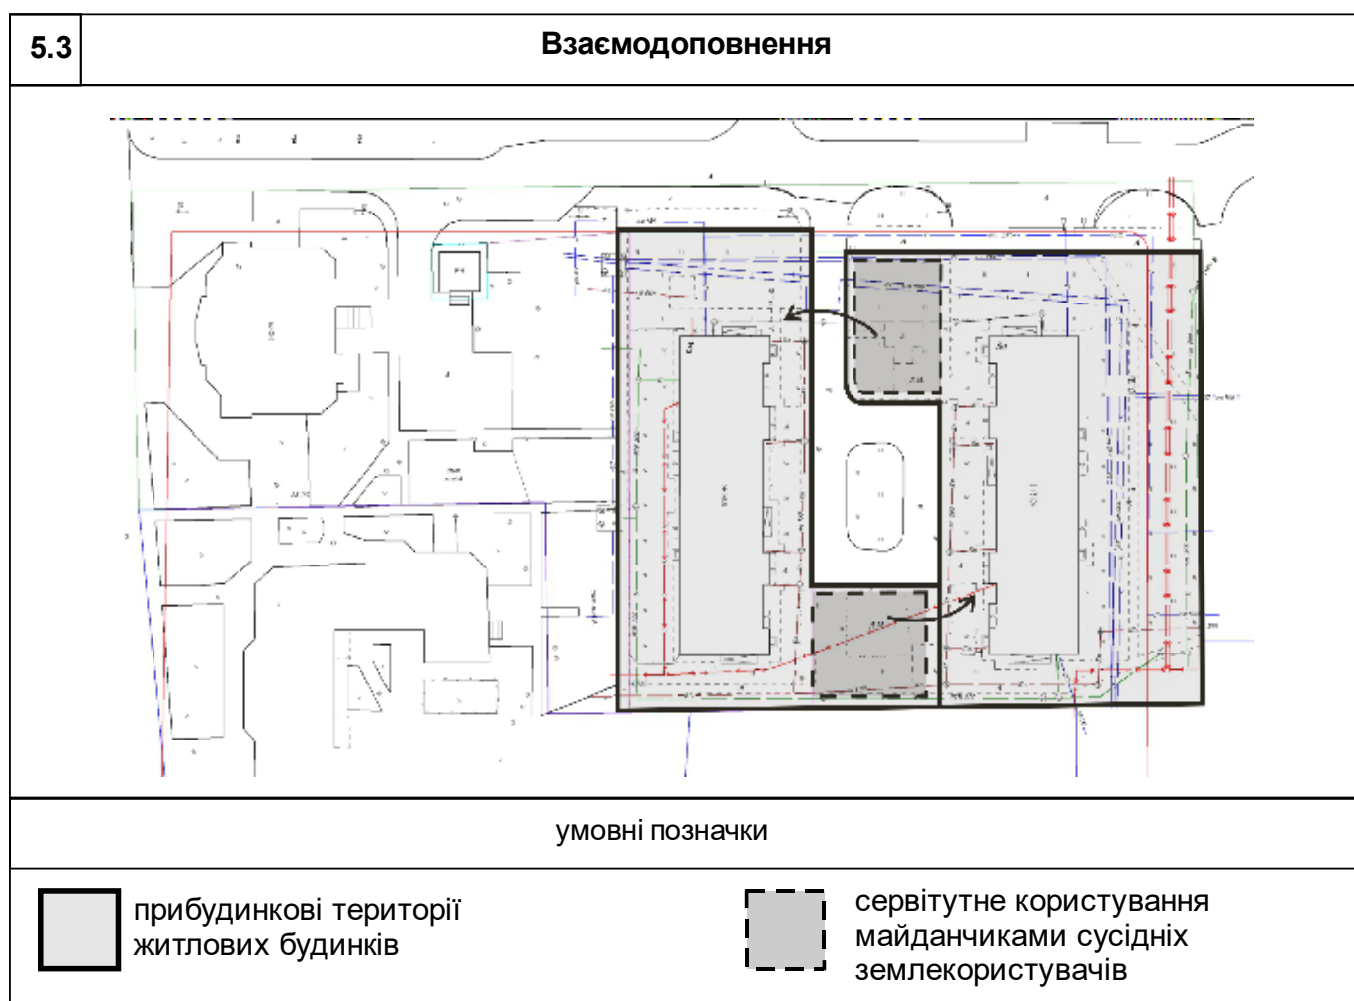 5.3
Взаємодоповнення
умовні позначки
прибудинкові території
житлових будинків
сервітутне користування
майданчиками сусідніх
землекористувачів